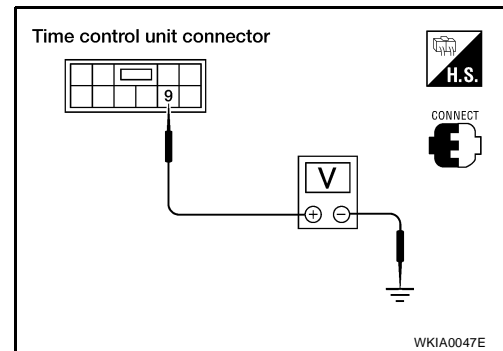 Time control unit connector
H.S.
CONNECT
9
V
+ −
WKIA0047E